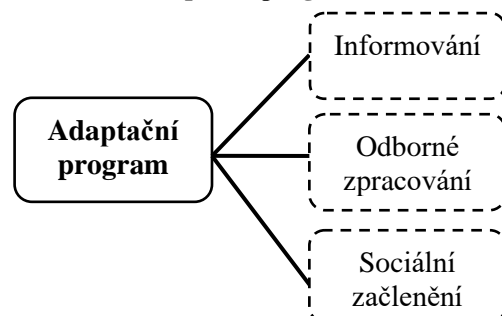 Informování
Adaptační
program
Odborné
zpracování
Sociální
začlenění